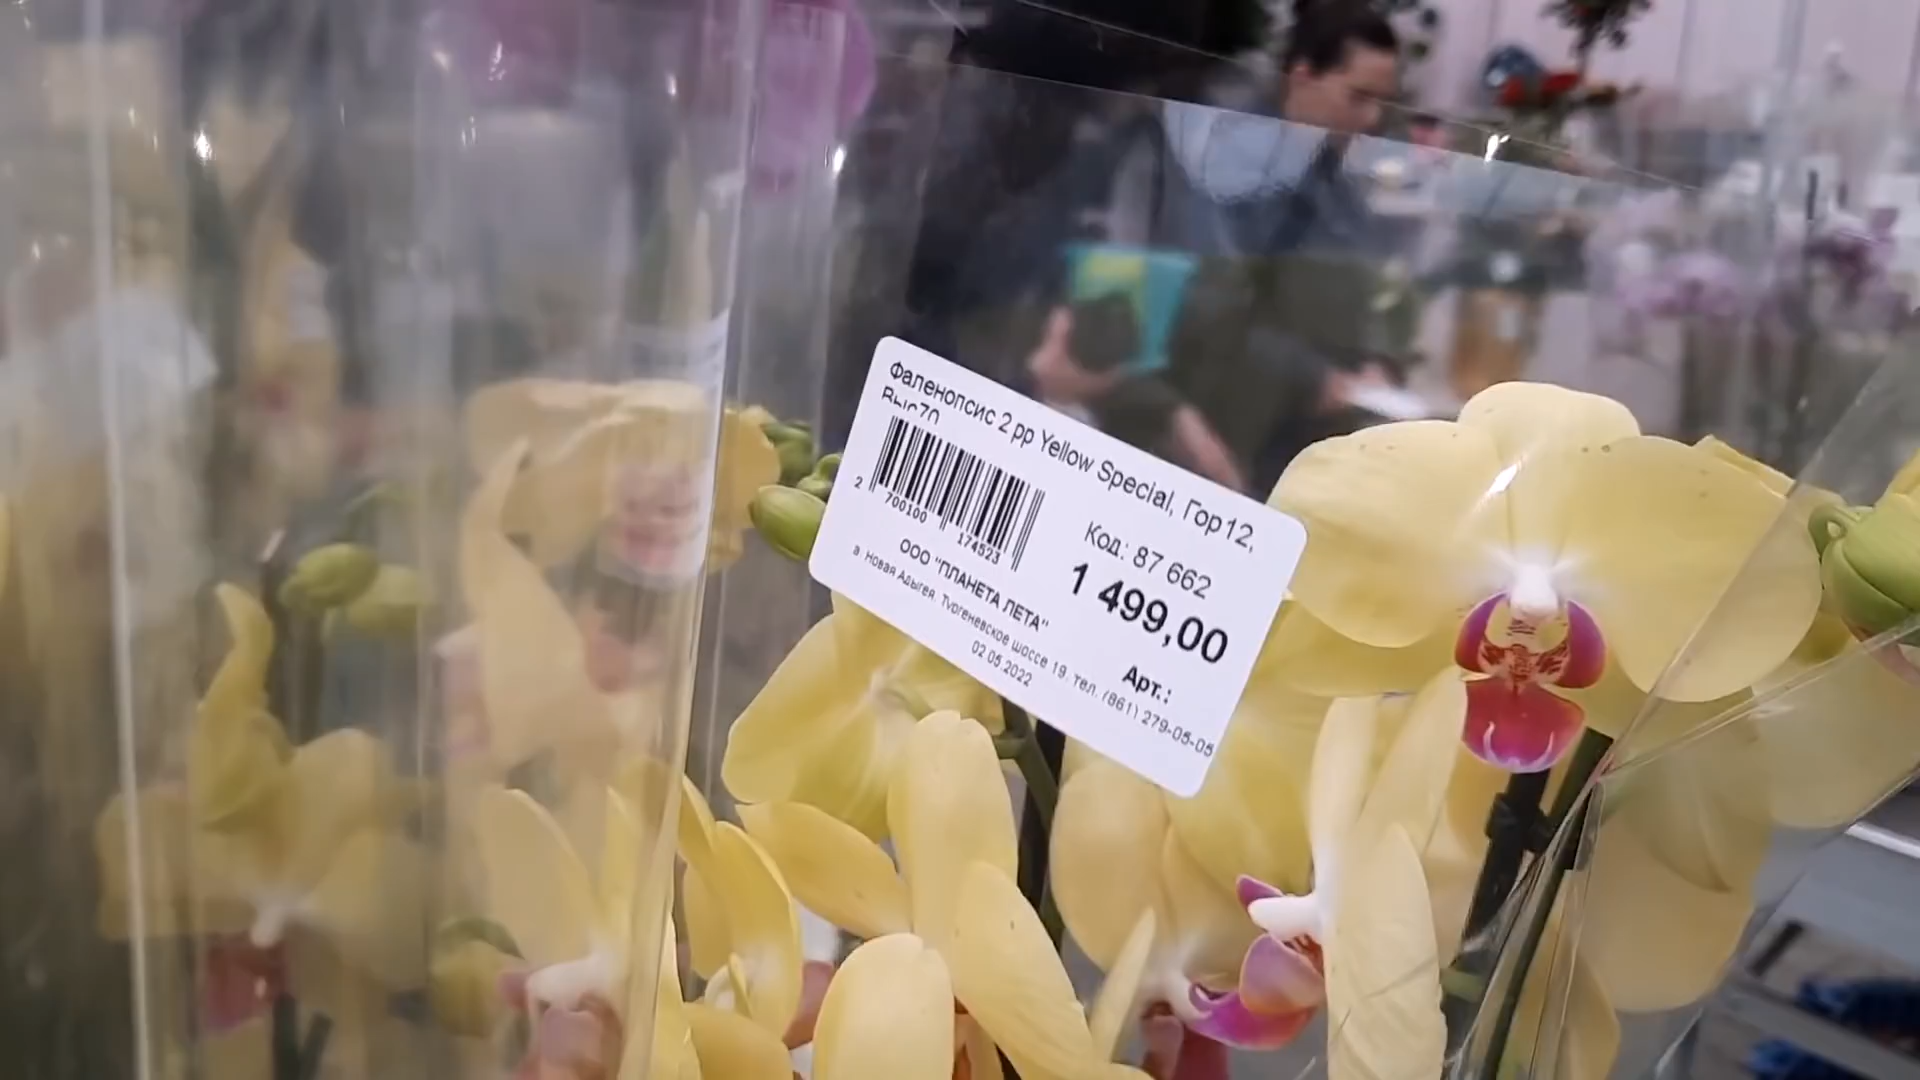 Фаленопсис 2 рр Yellow Special, Гор12,
Выс70
2 700100 174523
Код: 87 662
1 499,00
ООО "ПЛАНЕТА ЛЕТА"
Арт.:
а. Новая Адыгея, Тургеневское шоссе 19, тел. (861) 279-05-05
02.05.2022